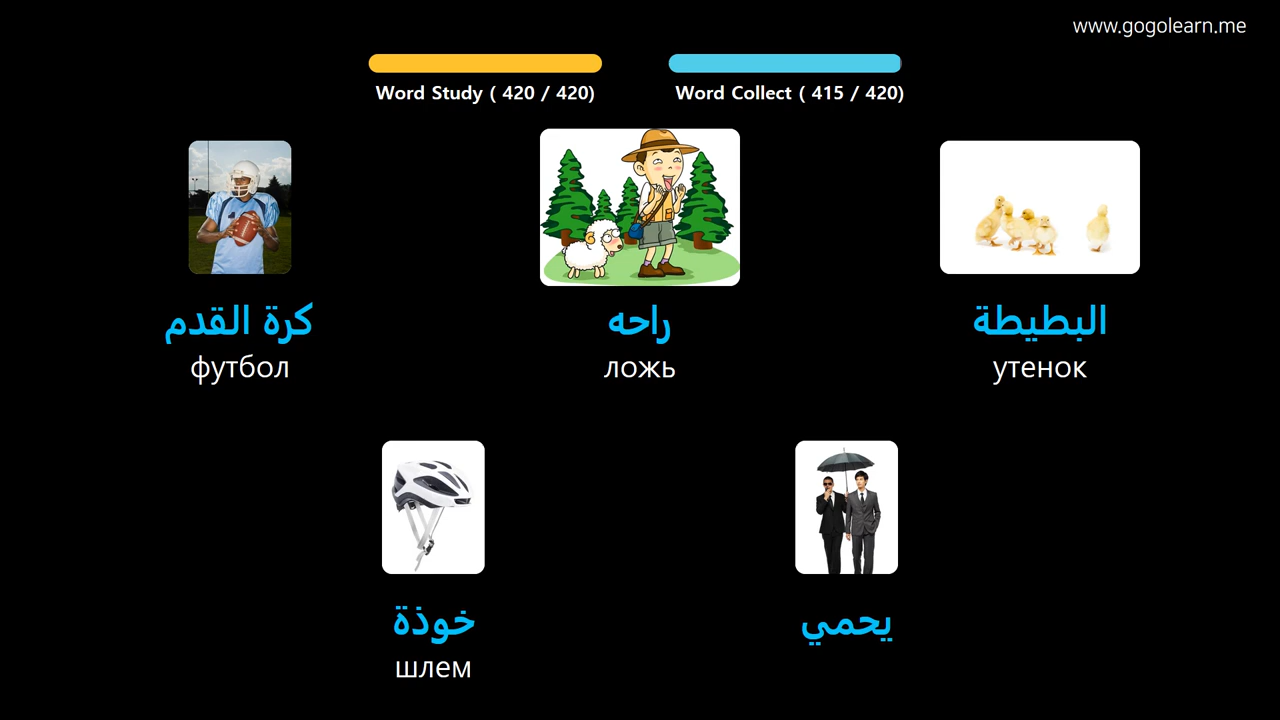 www.gogolearn.me
Word Study ( 420 / 420)
Word Collect ( 415 / 420)
كرة القدم
футбол
راحه
ложь
البطيطة
утенок
خوذة
шлем
يحمي